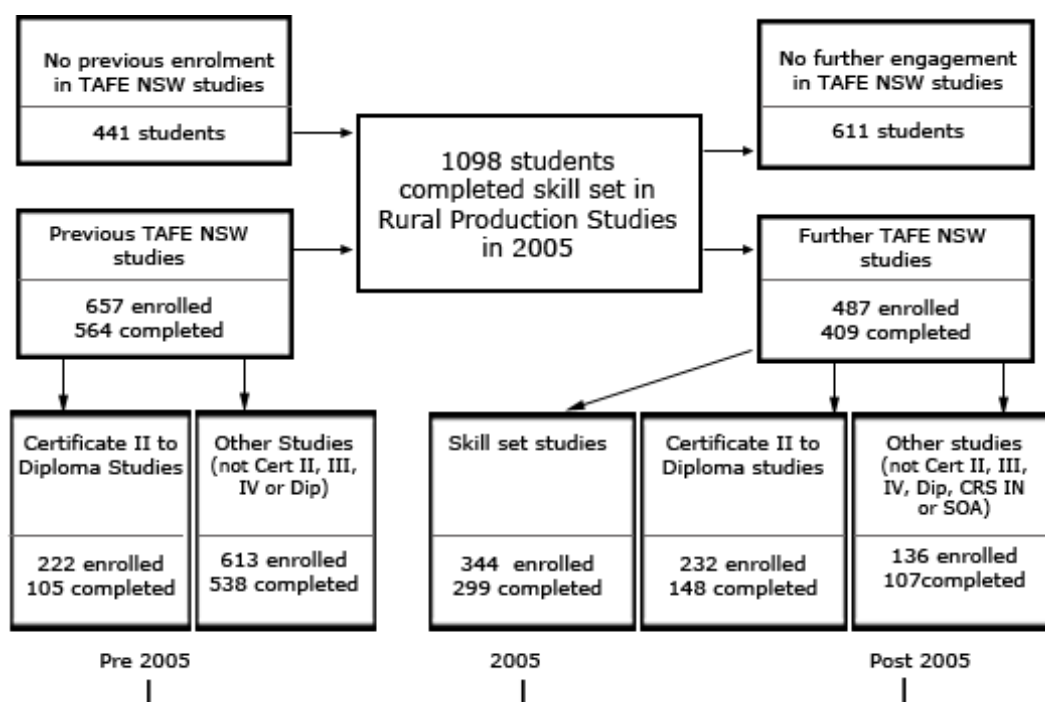 No previous enrolment
in TAFE NSW studies
441 students
Previous TAFE NSW
studies
657 enrolled
564 completed
1098 students
completed skill set in
Rural Production Studies
in 2005
No further engagement
in TAFE NSW studies
611 students
Further TAFE NSW
studies
487 enrolled
409 completed
Certificate II to
Diploma Studies
222 enrolled
105 completed
Other Studies
(not Cert II, III,
IV or Dip)
613 enrolled
538 completed
Skill set studies
344 enrolled
299 completed
Certificate II to
Diploma studies
232 enrolled
148 completed
Other studies
(not Cert II, III,
IV, Dip, CRS IN
or SOA)
136 enrolled
107completed
Pre 2005
2005
Post 2005